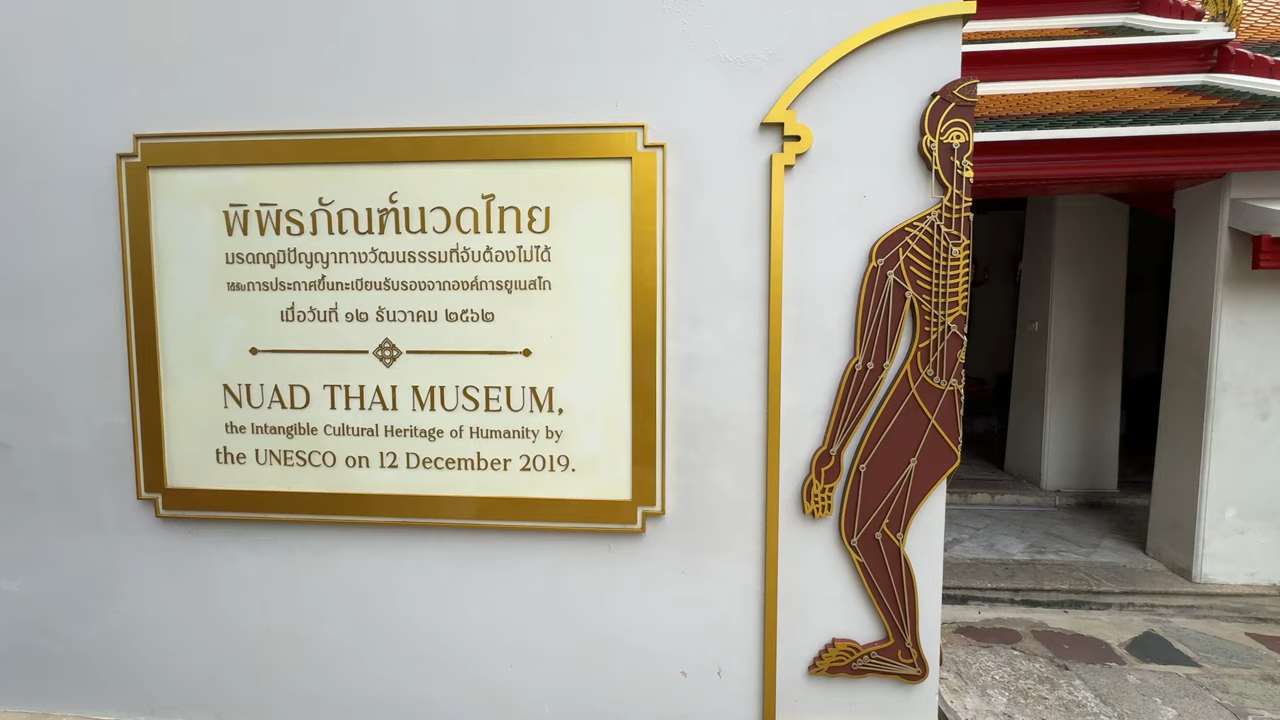 พิพิธภัณฑ์นวดไทย
มรดกภูมิปัญญาทางวัฒนธรรมที่จับต้องไม่ได้
ได้รับการประกาศขึ้นทะเบียนรับรองจากองค์การยูเนสโก
เมื่อวันที่ ๑๒ ธันวาคม ๒๕๖๒
NUAD THAI MUSEUM,
the Intangible Cultural Heritage of Humanity by
the UNESCO on 12 December 2019.